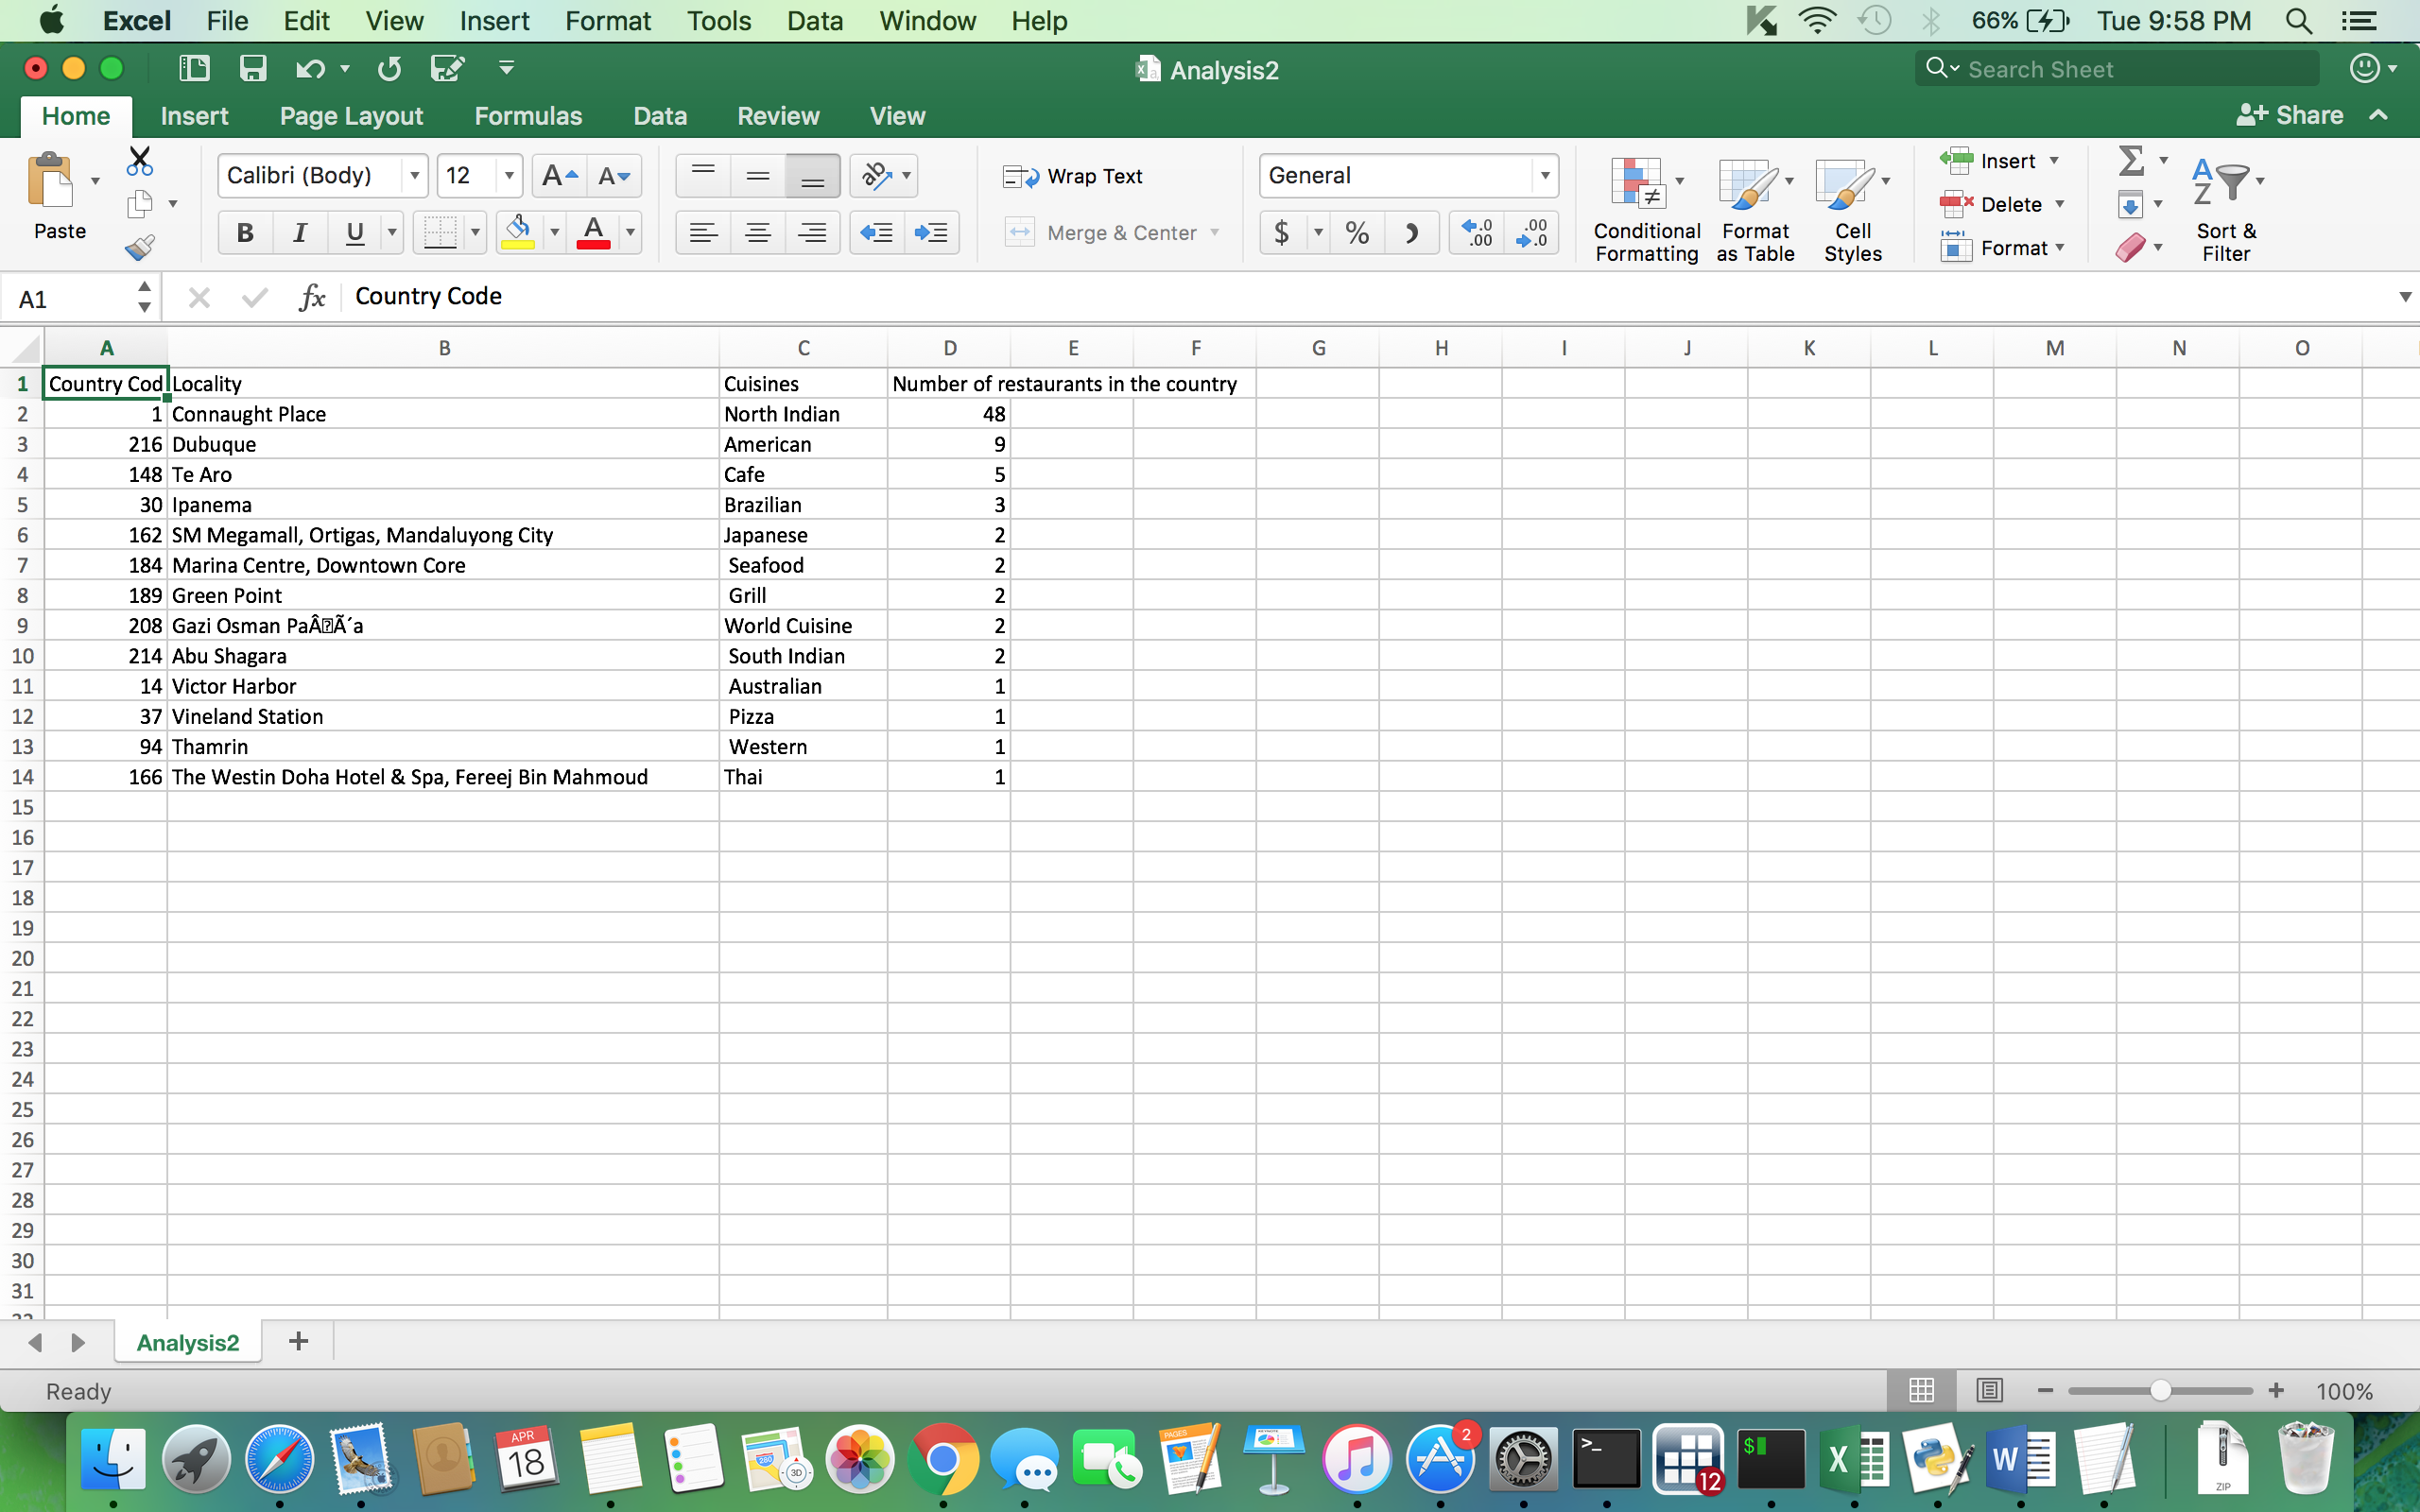 Excel File Edit View Insert Format Tools Data Window Help 66% Tue 9:58 PM
Analysis2 Search Sheet
Home Insert Page Layout Formulas Data Review View Share
Paste Calibri (Body) 12 Wrap Text General Insert
B I U Merge & Center $ % Conditional Formatting Format as Table Cell Styles Delete Format Sort & Filter
A1 fx Country Code
A B C D E F G H I J K L M N O
1 Country Cod Locality Cuisines Number of restaurants in the country
2 1 Connaught Place North Indian 48
3 216 Dubuque American 9
4 148 Te Aro Cafe 5
5 30 Ipanema Brazilian 3
6 162 SM Megamall, Ortigas, Mandaluyong City Japanese 2
7 184 Marina Centre, Downtown Core Seafood 2
8 189 Green Point Grill 2
9 208 Gazi Osman PaÂ⍰Ã´a World Cuisine 2
10 214 Abu Shagara South Indian 2
11 14 Victor Harbor Australian 1
12 37 Vineland Station Pizza 1
13 94 Thamrin Western 1
14 166 The Westin Doha Hotel & Spa, Fereej Bin Mahmoud Thai 1
15
16
17
18
19
20
21
22
23
24
25
26
27
28
29
30
31
Analysis2 +
Ready 100%
APR 18 PAGES 280 3D 2 >_ 12 $ X W ZIP